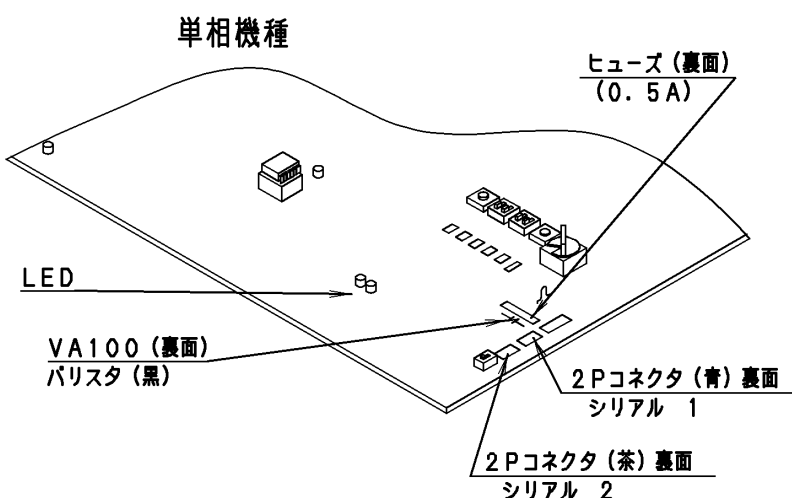 単相機種
ヒューズ (裏面)
(0.5A)
LED
VA100 (裏面)
バリスタ (黒)
2Pコネクタ (青) 裏面
シリアル 1
2Pコネクタ (茶) 裏面
シリアル 2